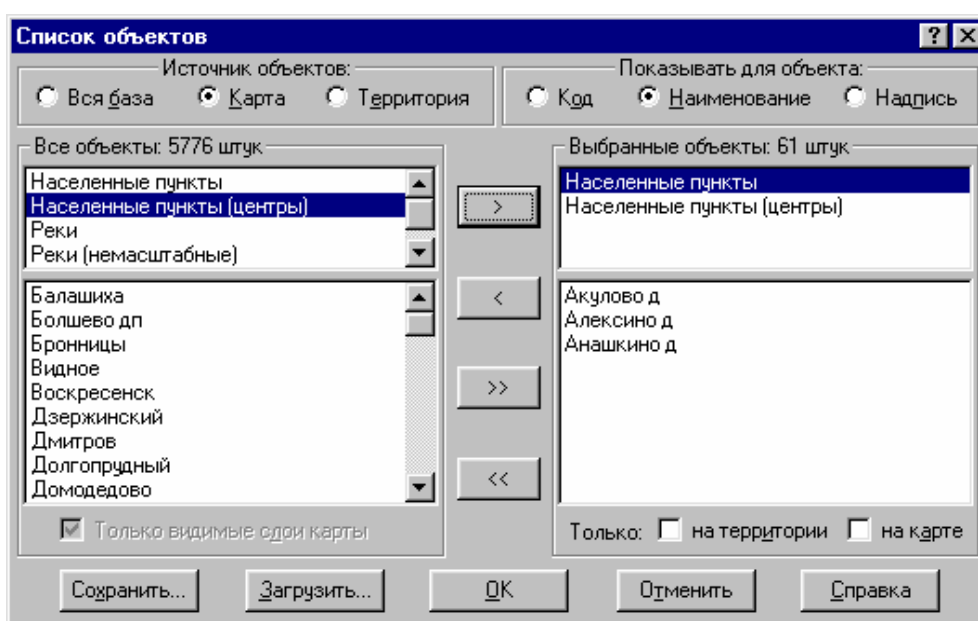 Список объектов
Источник объектов: Показывать для объекта:
Вся база Карта Территория Код Наименование Надпись
Все объекты: 5776 штук Выбранные объекты: 61 штук
Населенные пункты
Населенные пункты (центры)
Реки
Реки (немасштабные)
>
Населенные пункты
Населенные пункты (центры)
Балашиха
Болшево дп
Бронницы
Видное
Воскресенск
Дзержинский
Дмитров
Долгопрудный
Домодедово
<
>>
<<
Акулово д
Алексино д
Анашкино д
Только видимые слои карты Только: на территории на карте
Сохранить... Загрузить... OK Отменить Справка